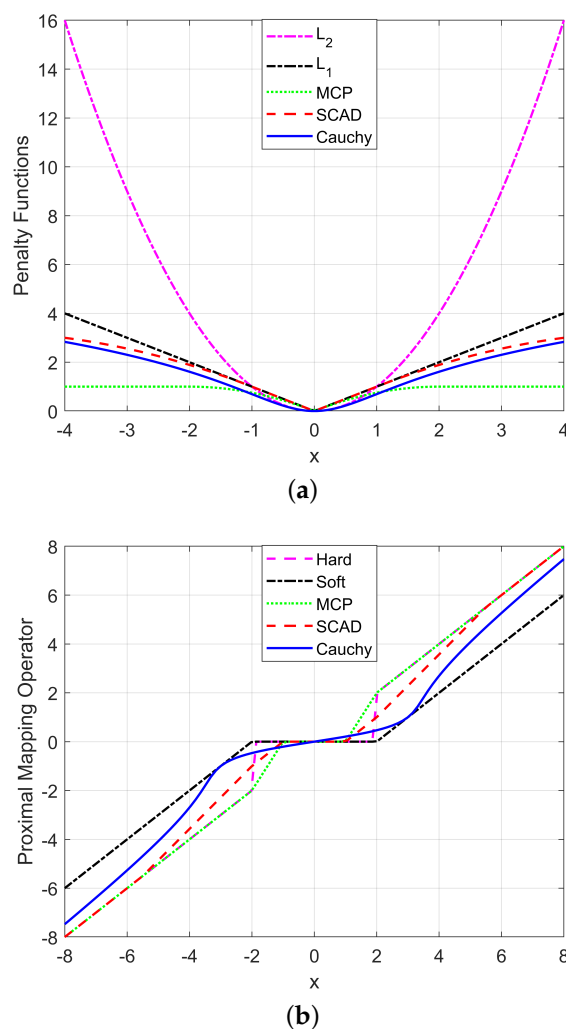 16
14
12
10
8
6
4
2
0
Penalty Functions
L₂
L₁
MCP
SCAD
Cauchy
-4 -3 -2 -1 0 1 2 3 4
x
(a)
8
6
4
2
0
-2
-4
-6
-8
Proximal Mapping Operator
Hard
Soft
MCP
SCAD
Cauchy
-8 -6 -4 -2 0 2 4 6 8
x
(b)